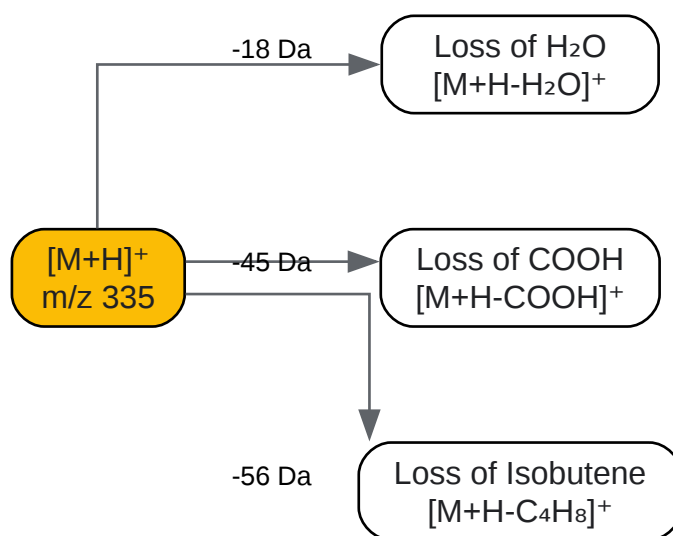 -18 Da
Loss of H₂O
[M+H-H₂O]⁺
[M+H]⁺
m/z 335
-45 Da
Loss of COOH
[M+H-COOH]⁺
-56 Da
Loss of Isobutene
[M+H-C₄H₈]⁺